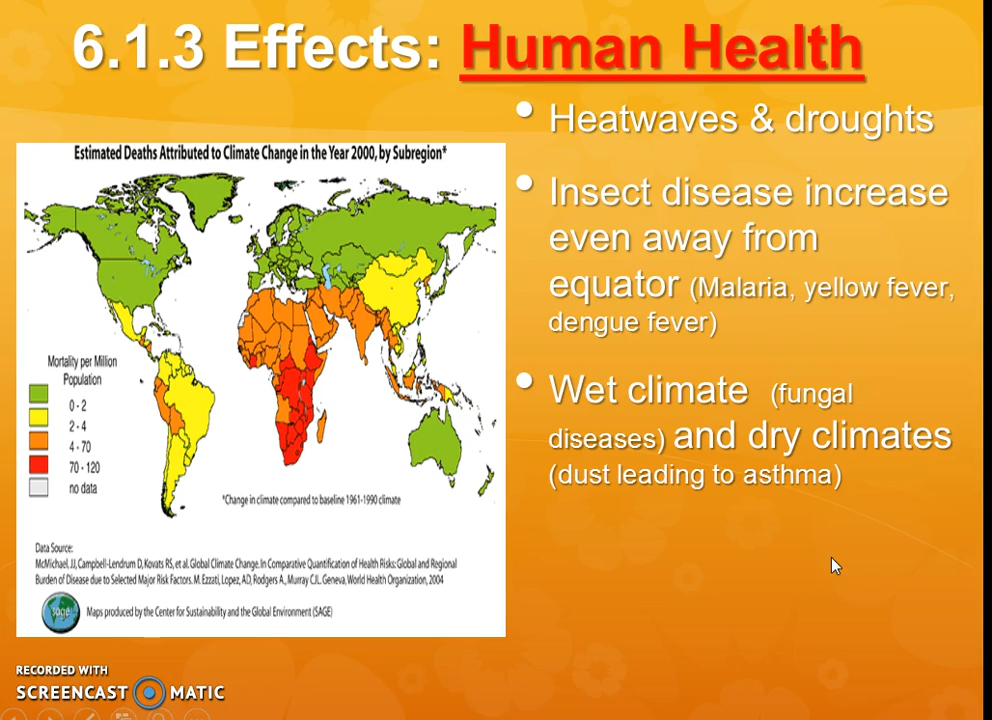 6.1.3 Effects: Human Health
Estimated Deaths Attributed to Climate Change in the Year 2000, by Subregion*
Mortality per Million
Population
0 - 2
2 - 4
4 - 70
70 - 120
no data
*Change in climate compared to baseline 1961-1990 climate
Data Source:
McMichael, JJ, Campbell-Lendrum D, Kovats RS, et al. Global Climate Change. In Comparative Quantification of Health Risks: Global and Regional
Burden of Disease due to Selected Major Risk Factors. M. Ezzati, Lopez, AD, Rodgers A., Murray CJL. Geneva, World Health Organization, 2004
sage
Maps produced by the Center for Sustainability and the Global Environment (SAGE)
• Heatwaves & droughts
• Insect disease increase
even away from
equator (Malaria, yellow fever,
dengue fever)
• Wet climate (fungal
diseases) and dry climates
(dust leading to asthma)
RECORDED WITH
SCREENCAST MATIC